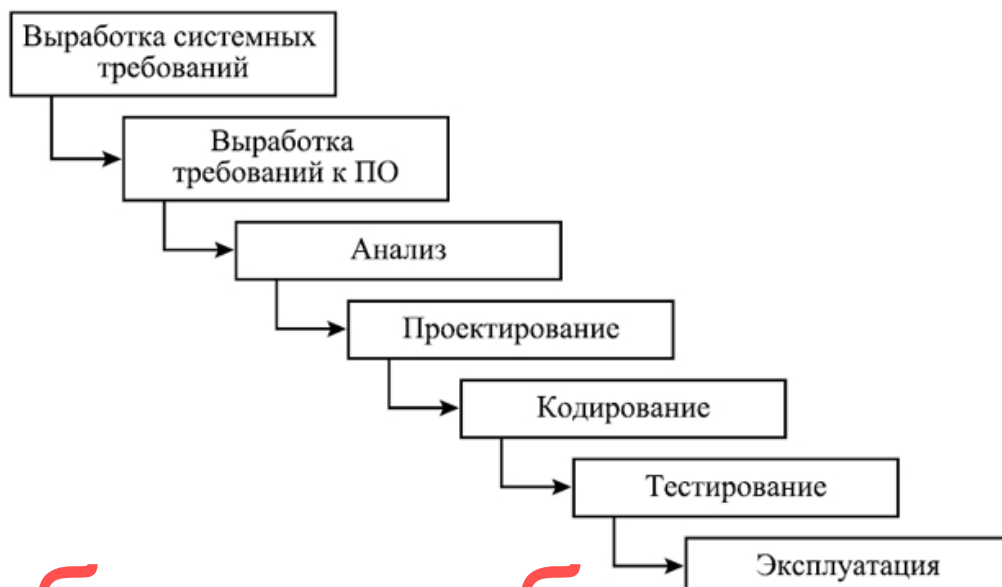 Выработка системных
требований
Выработка
требований к ПО
Анализ
Проектирование
Кодирование
Тестирование
Эксплуатация